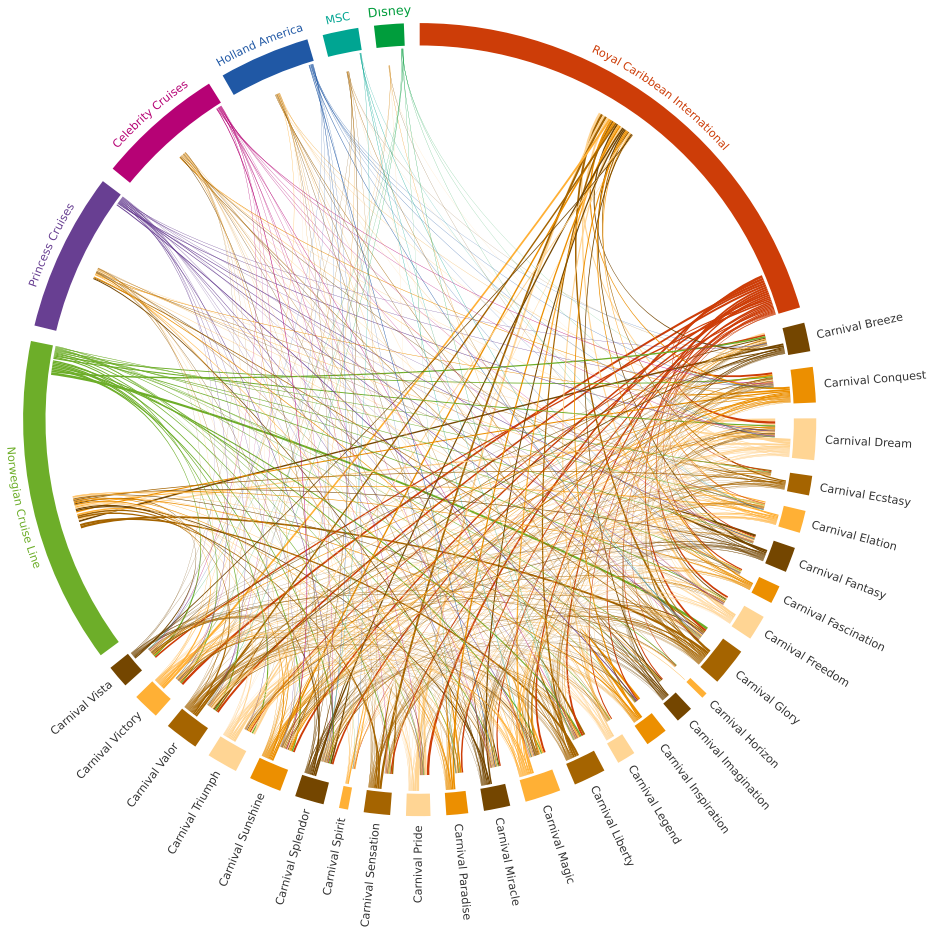 Disney
MSC
Holland America
Celebrity Cruises
Princess Cruises
Norwegian Cruise Line
Royal Caribbean International
Carnival Breeze
Carnival Conquest
Carnival Dream
Carnival Ecstasy
Carnival Elation
Carnival Fantasy
Carnival Fascination
Carnival Freedom
Carnival Glory
Carnival Horizon
Carnival Imagination
Carnival Inspiration
Carnival Legend
Carnival Liberty
Carnival Magic
Carnival Miracle
Carnival Paradise
Carnival Pride
Carnival Sensation
Carnival Spirit
Carnival Splendor
Carnival Sunshine
Carnival Triumph
Carnival Valor
Carnival Victory
Carnival Vista